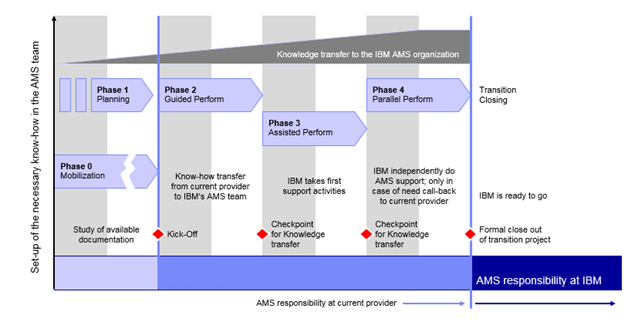 Set-up of the necessary know-how in the AMS team
Knowledge transfer to the IBM AMS organization
Phase 1
Planning
Phase 2
Guided Perform
Phase 4
Parallel Perform
Transition
Closing
Phase 3
Assisted Perform
Phase 0
Mobilization
Know-how transfer
from current provider
to IBM's AMS team
IBM takes first
support activities
IBM independently do
AMS support; only in
case of need call-back
to current provider
IBM is ready to go
Study of available
documentation
Kick-Off
Checkpoint
for Knowledge
transfer
Checkpoint
for Knowledge
transfer
Formal close out
of transition project
AMS responsibility at IBM
AMS responsibility at current provider